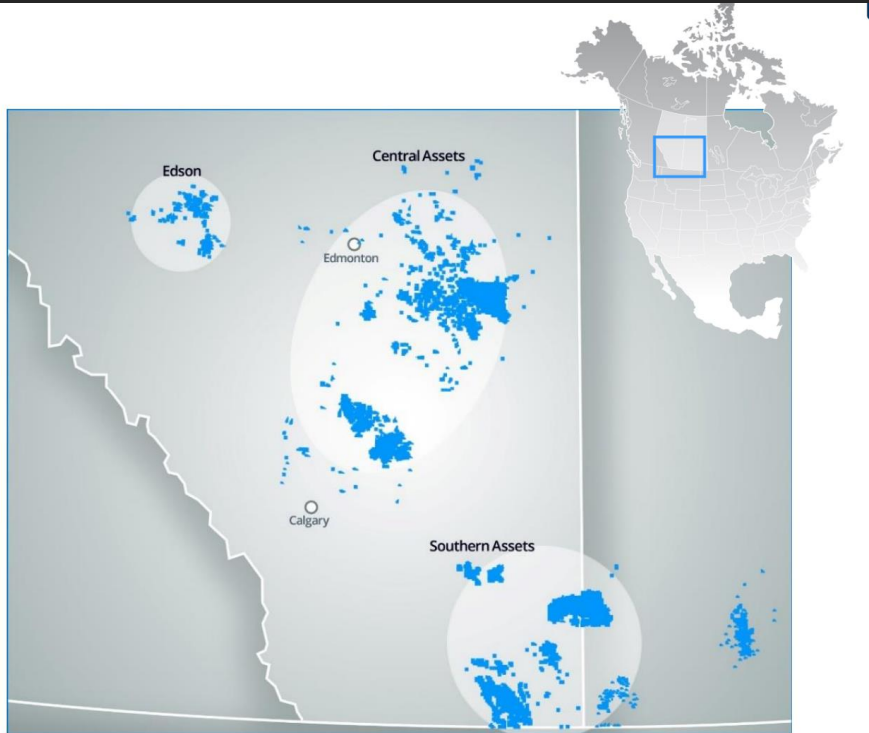 Edson
Central Assets
Edmonton
Calgary
Southern Assets